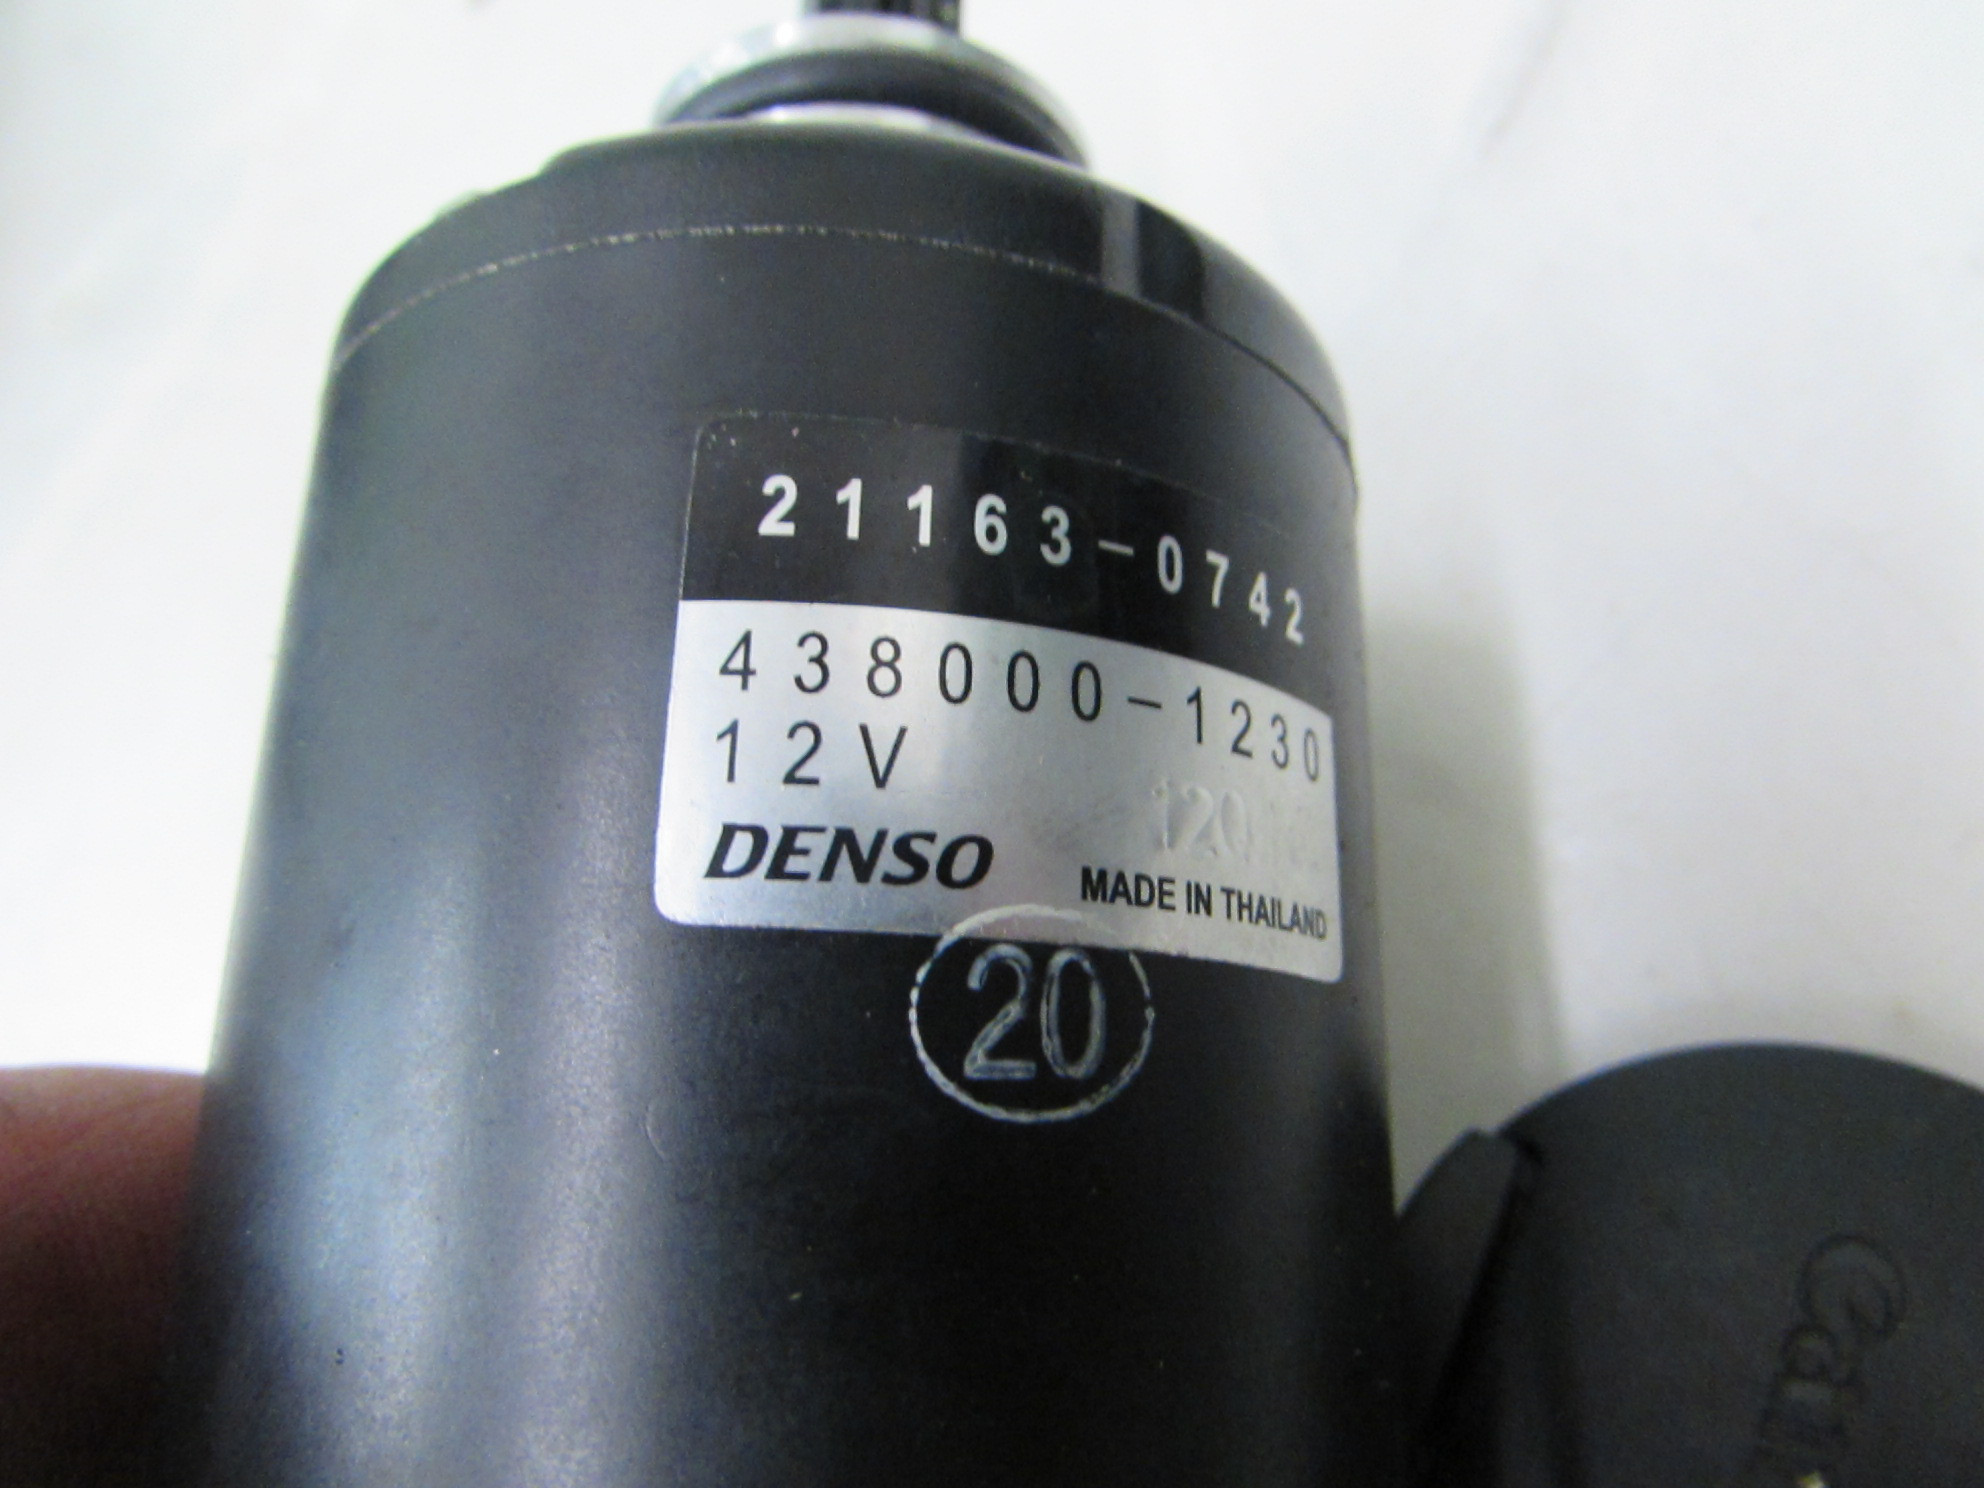 21163-0742
438000-1230
12V
DENSO
MADE IN THAILAND
20